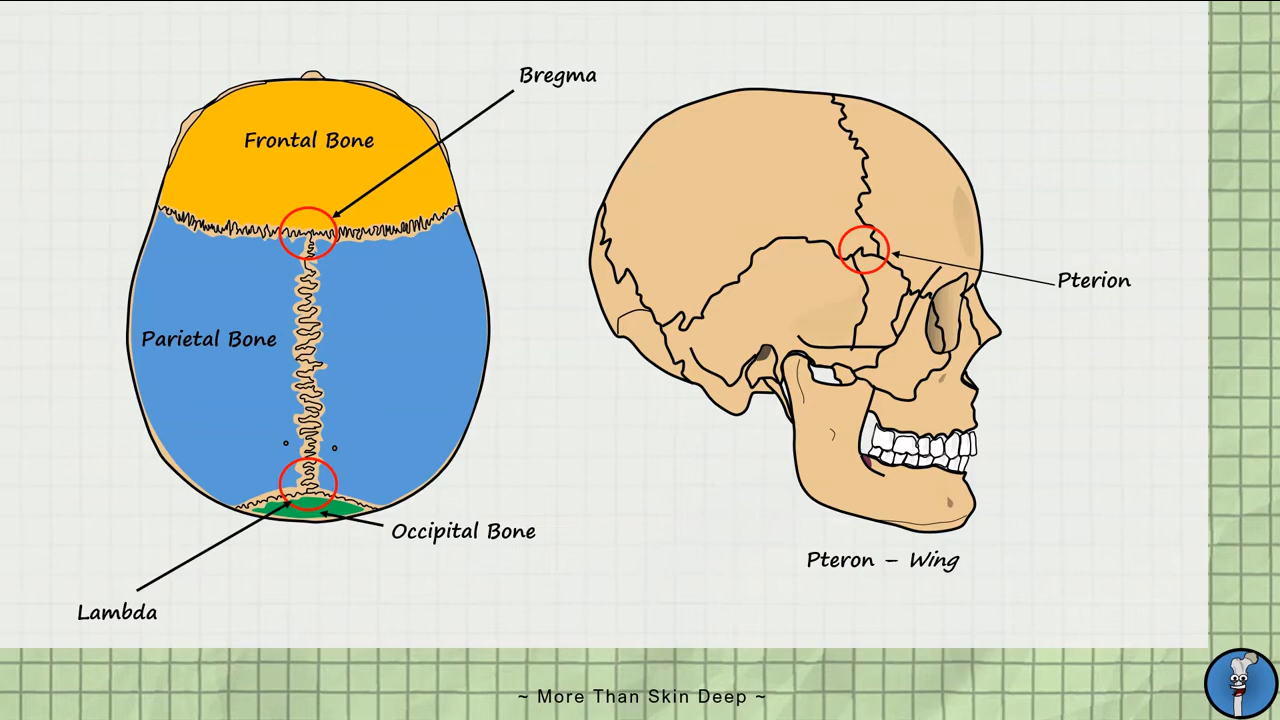 Bregma
Frontal Bone
Pterion
Parietal Bone
Occipital Bone
Pteron – Wing
Lambda
~ More Than Skin Deep ~